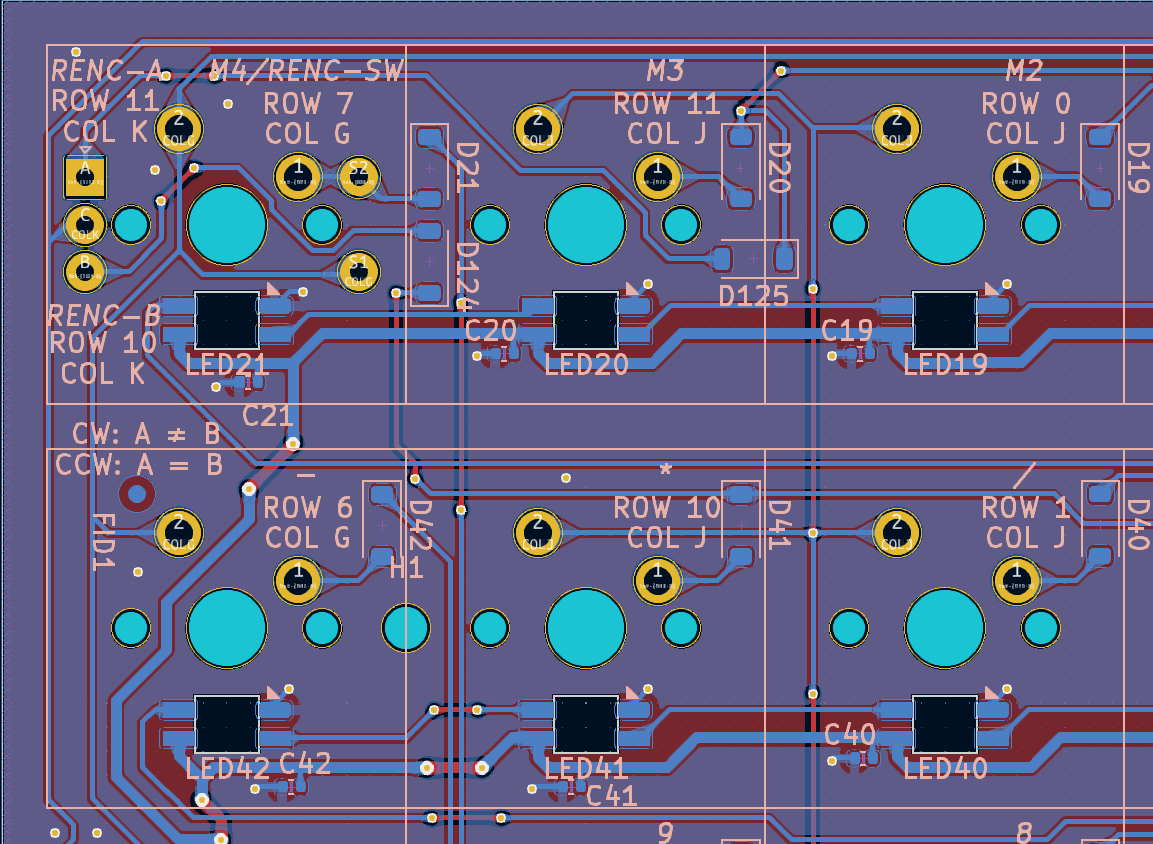 RENC-A
ROW 11
COL K
M4/RENC-SW
ROW 7
COL G
M3
ROW 11
COL J
M2
ROW 0
COL J
2
COLG
2
COLJ
2
COLJ
A
1
S2
1
1
D21
D20
D19
C
COLK
B
S1
COLG
D124
D125
RENC-B
ROW 10
COL K
C20
C19
LED21
LED20
LED19
C21
CW: A ≠ B
CCW: A = B
—
*
/
ROW 6
COL G
ROW 10
COL J
ROW 1
COL J
FID1
2
COLG
D42
2
COLJ
D41
2
COLJ
D40
H1
1
1
1
C40
LED42
C42
LED41
C41
LED40
9
8